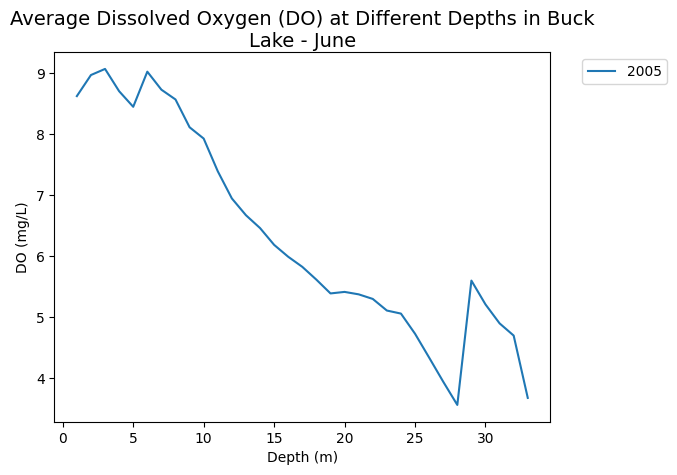 Average Dissolved Oxygen (DO) at Different Depths in Buck
Lake - June
2005
9
8
7
6
5
4
DO (mg/L)
0 5 10 15 20 25 30
Depth (m)